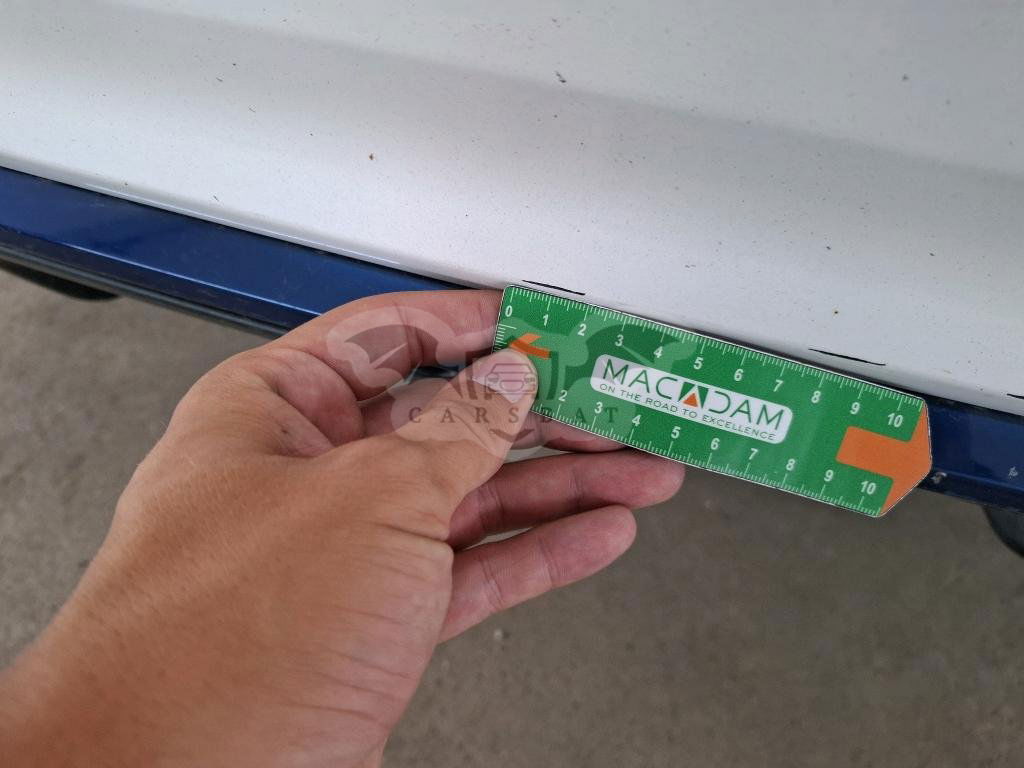 0 1 2 3 4 5 6 7 8 9 10
MACADAM
ON THE ROAD TO EXCELLENCE
2 3 4 5 6 7 8 9 10
CARSBAT